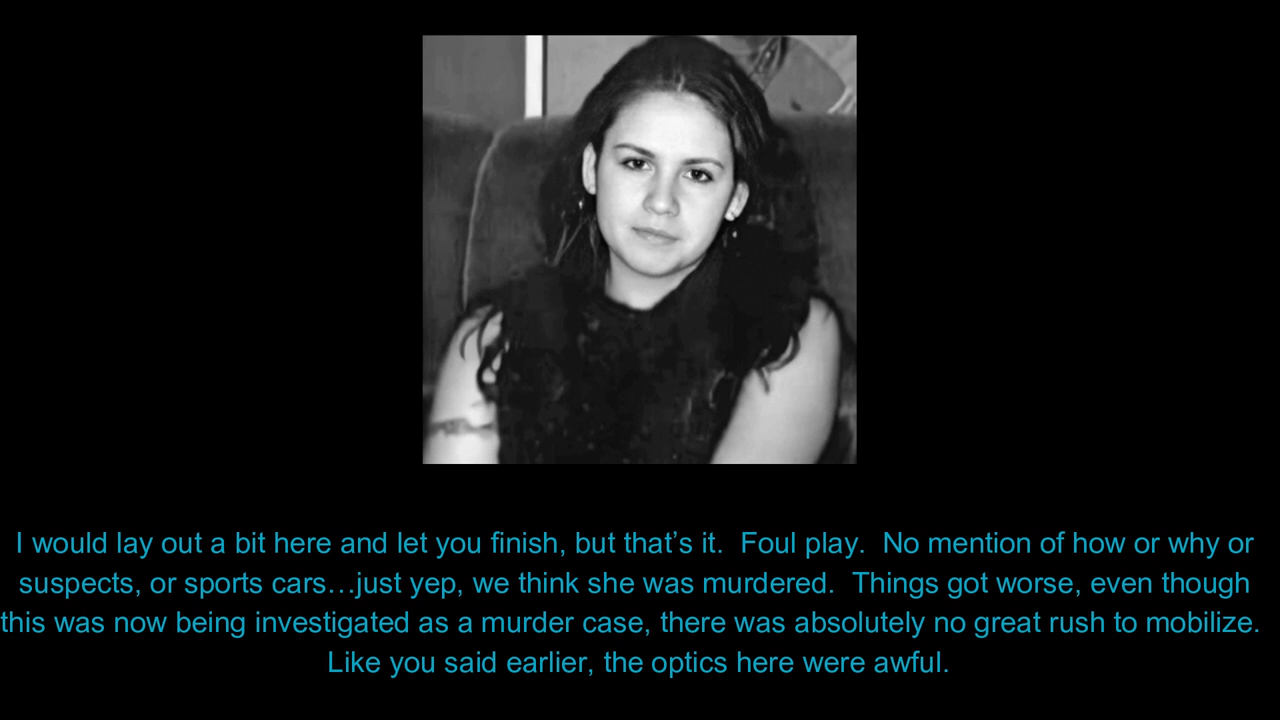 I would lay out a bit here and let you finish, but that’s it.  Foul play.  No mention of how or why or
suspects, or sports cars…just yep, we think she was murdered.  Things got worse, even though
this was now being investigated as a murder case, there was absolutely no great rush to mobilize.
Like you said earlier, the optics here were awful.